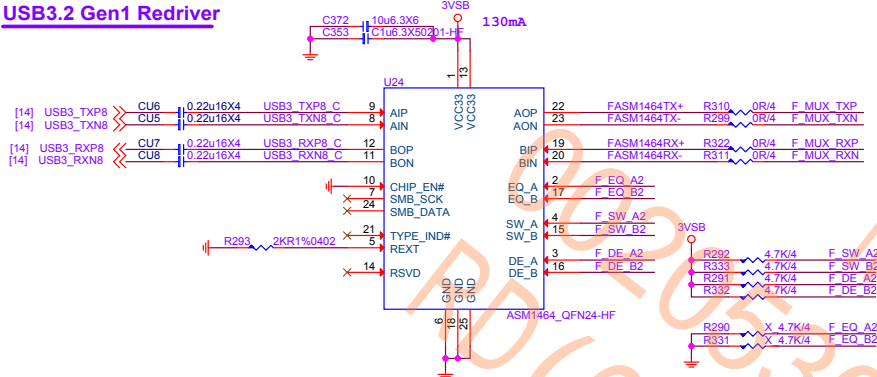 USB3.2 Gen1 Redriver
3VSB
130mA
C372 10u6.3X6
C353 C1u6.3X50201-HF
U24
1 13
VCC33 VCC33
[14] USB3_TXP8 CU6 0.22u16X4 USB3_TXP8_C 9 AIP AOP 22 FASM1464TX+ R310 0R/4 F_MUX_TXP
[14] USB3_TXN8 CU5 0.22u16X4 USB3_TXN8_C 8 AIN AON 23 FASM1464TX- R299 0R/4 F_MUX_TXN
[14] USB3_RXP8 CU7 0.22u16X4 USB3_RXP8_C 12 BOP BIP 19 FASM1464RX+ R322 0R/4 F_MUX_RXP
[14] USB3_RXN8 CU8 0.22u16X4 USB3_RXN8_C 11 BON BIN 20 FASM1464RX- R311 0R/4 F_MUX_RXN
10 CHIP_EN# EQ_A 2 F_EQ_A2
7 SMB_SCK EQ_B 17 F_EQ_B2
24 SMB_DATA
SW_A 4 F_SW_A2
21 TYPE_IND# SW_B 15 F_SW_B2
R293 2KR1%0402 5 REXT
14 RSVD DE_A 3 F_DE_A2
DE_B 16 F_DE_B2
GND GND GND
6 18 25
ASM1464_QFN24-HF
3VSB
R292 4.7K/4 F_SW_A2
R333 4.7K/4 F_SW_B2
R291 4.7K/4 F_DE_A2
R332 4.7K/4 F_DE_B2
R290 X_4.7K/4 F_EQ_A2
R331 X_4.7K/4 F_EQ_B2